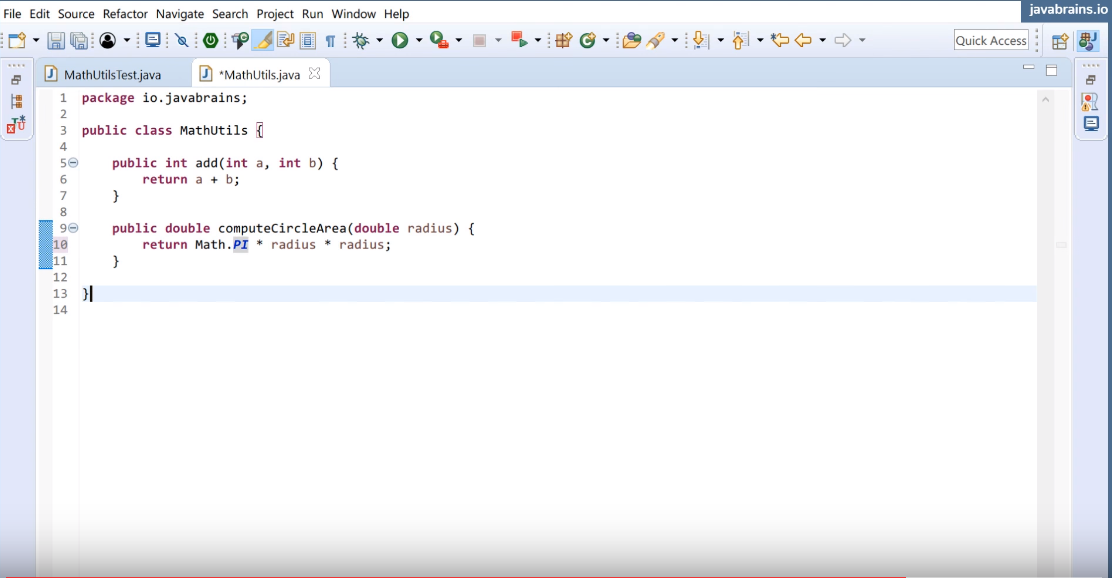 javabrains.io
File Edit Source Refactor Navigate Search Project Run Window Help
Quick Access
MathUtilsTest.java
*MathUtils.java
1 package io.javabrains;
2
3 public class MathUtils {
4
5 public int add(int a, int b) {
6 return a + b;
7 }
8
9 public double computeCircleArea(double radius) {
10 return Math.PI * radius * radius;
11 }
12
13 }
14